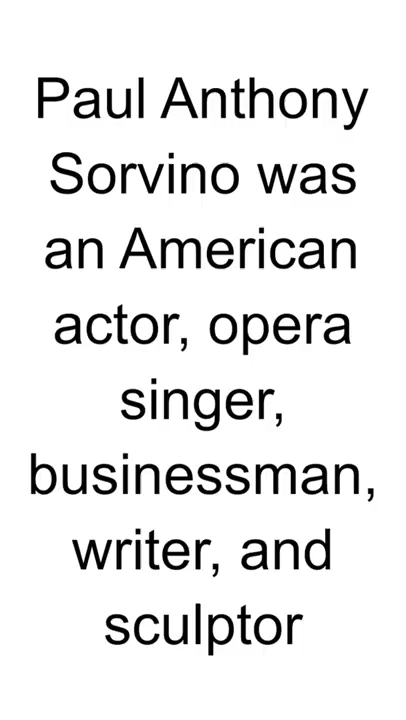 Paul Anthony
Sorvino was
an American
actor, opera
singer,
businessman,
writer, and
sculptor